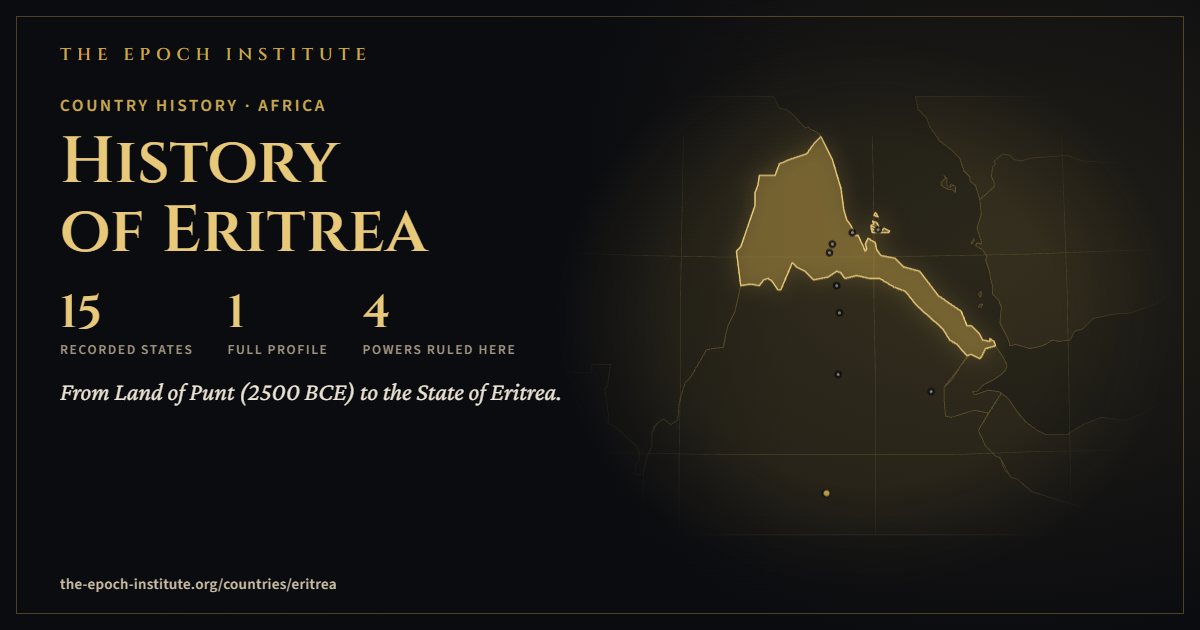 THE EPOCH INSTITUTE
COUNTRY HISTORY · AFRICA
HISTORY
OF ERITREA
15 1 4
RECORDED STATES FULL PROFILE POWERS RULED HERE
From Land of Punt (2500 BCE) to the State of Eritrea.
the-epoch-institute.org/countries/eritrea